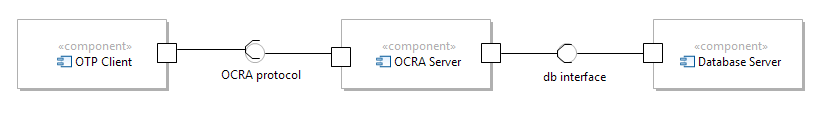 «component»
OTP Client
OCRA protocol
«component»
OCRA Server
db interface
«component»
Database Server